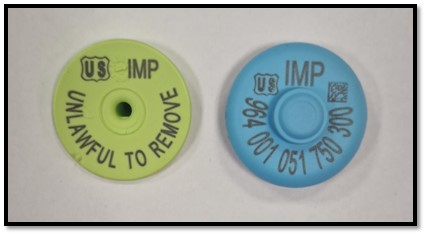 US IMP
UNLAWFUL TO REMOVE
US IMP
964 001 051 750 300